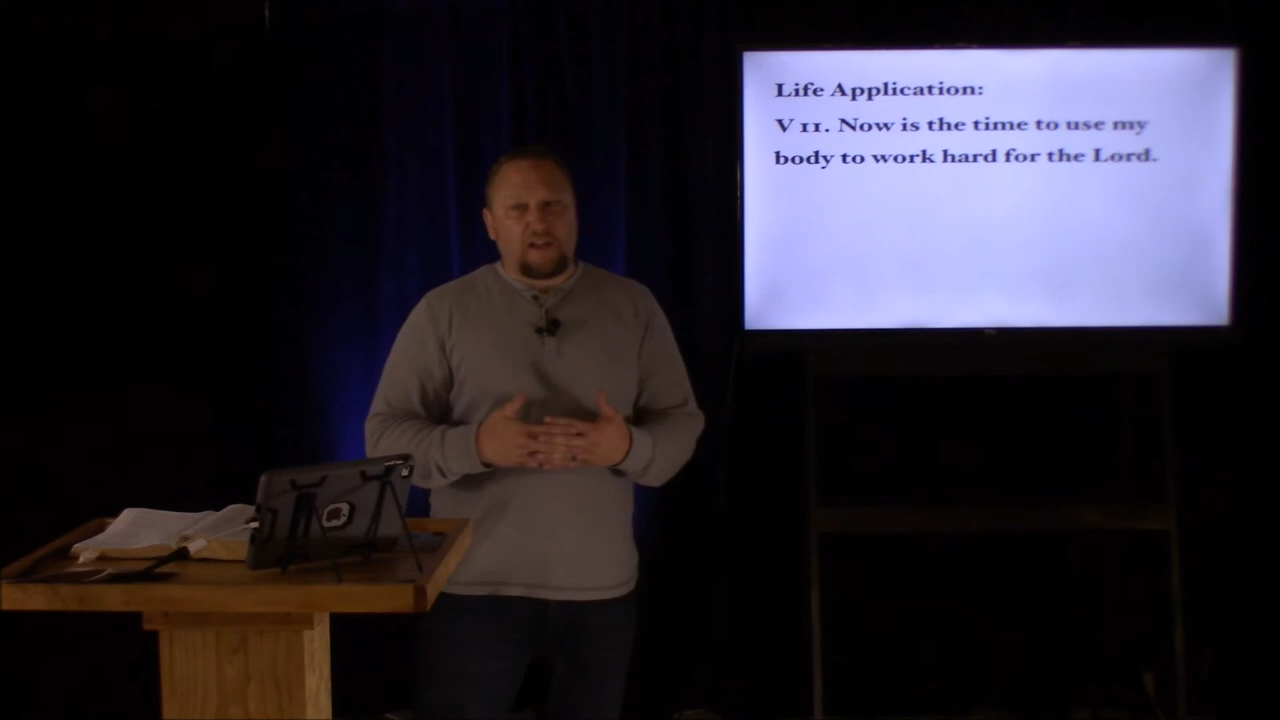 Life Application:
V 11. Now is the time to use my
body to work hard for the Lord.